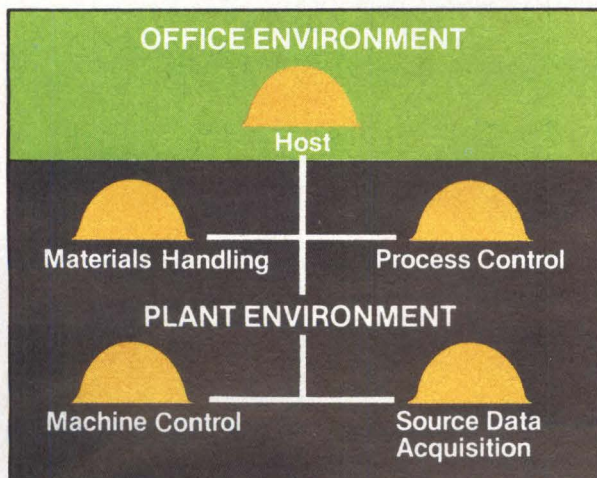 OFFICE ENVIRONMENT
Host
Materials Handling
Process Control
PLANT ENVIRONMENT
Machine Control
Source Data
Acquisition